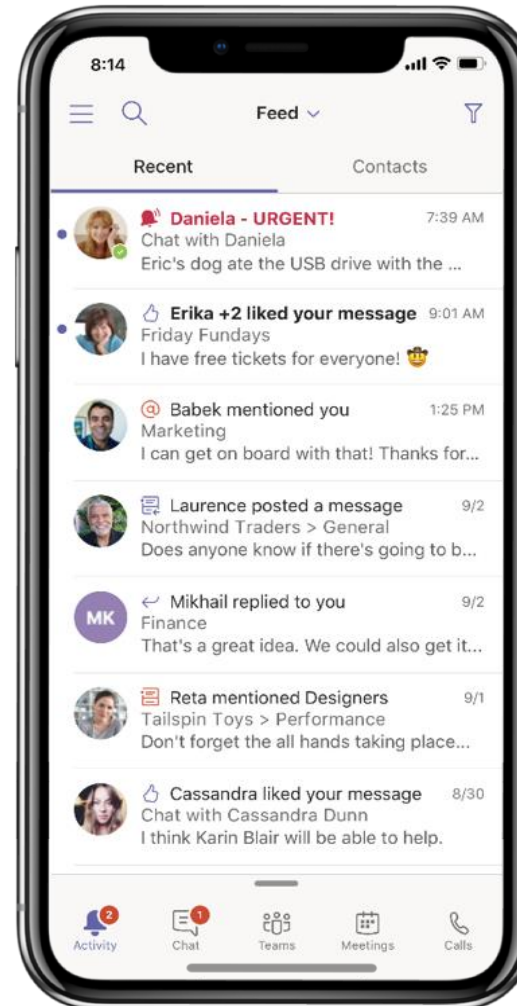 8:14
Feed
Recent Contacts
Daniela - URGENT! 7:39 AM
Chat with Daniela
Eric's dog ate the USB drive with the ...
Erika +2 liked your message 9:01 AM
Friday Fundays
I have free tickets for everyone! 🤠
Babek mentioned you 1:25 PM
Marketing
I can get on board with that! Thanks for...
Laurence posted a message 9/2
Northwind Traders > General
Does anyone know if there's going to b...
MK
Mikhail replied to you 9/2
Finance
That's a great idea. We could also get it...
Reta mentioned Designers 9/1
Tailspin Toys > Performance
Don't forget the all hands taking place...
Cassandra liked your message 8/30
Chat with Cassandra Dunn
I think Karin Blair will be able to help.
2 1
Activity Chat Teams Meetings Calls